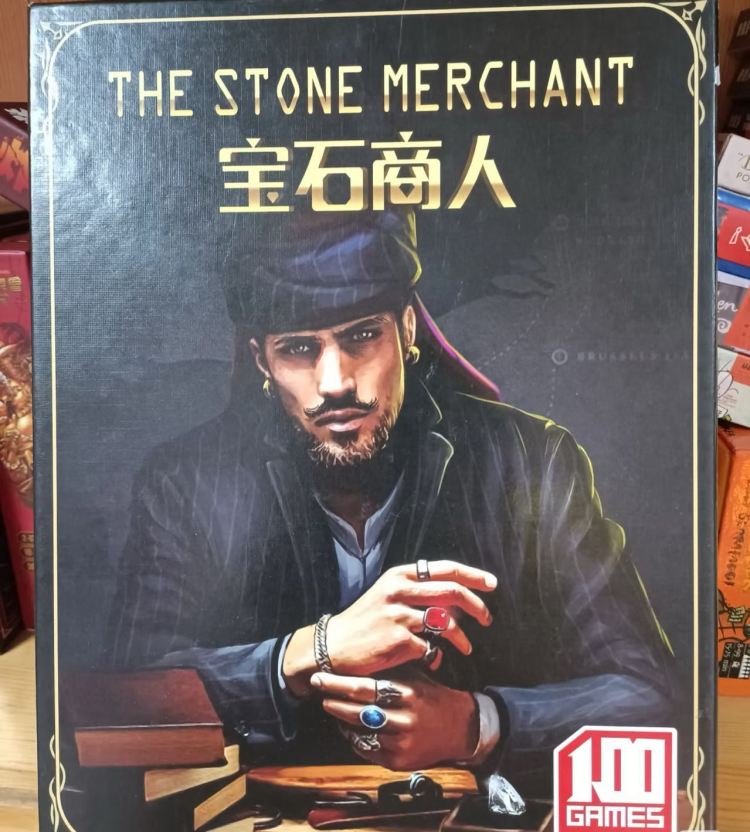 THE STONE MERCHANT
宝石商人
100
GAMES